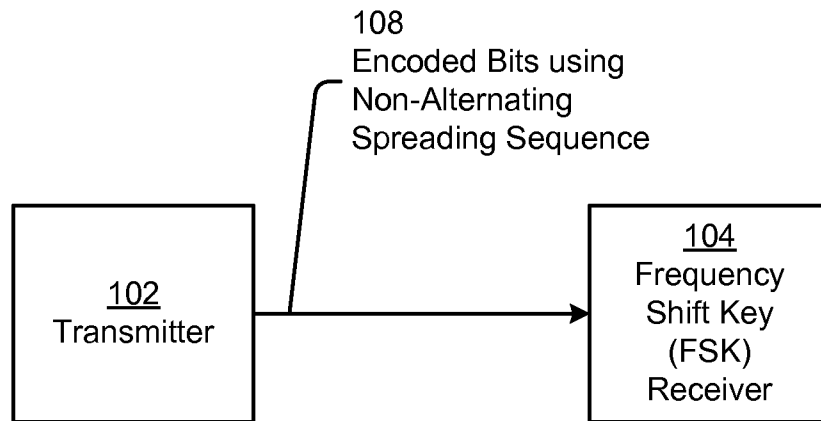 108
Encoded Bits using
Non-Alternating
Spreading Sequence
102
Transmitter
104
Frequency
Shift Key
(FSK)
Receiver